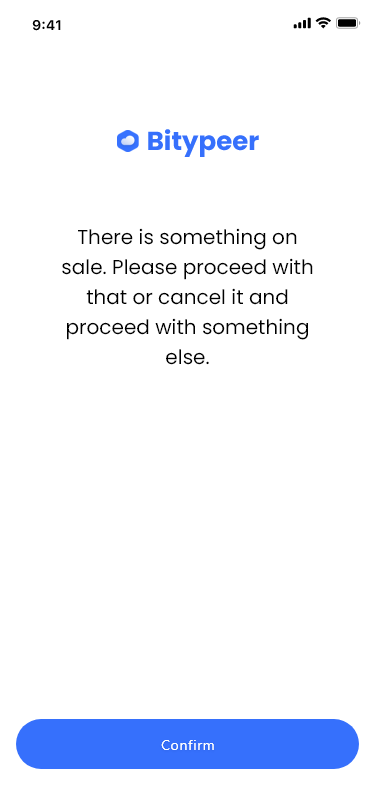 9:41
Bitypeer
There is something on
sale. Please proceed with
that or cancel it and
proceed with something
else.
Confirm